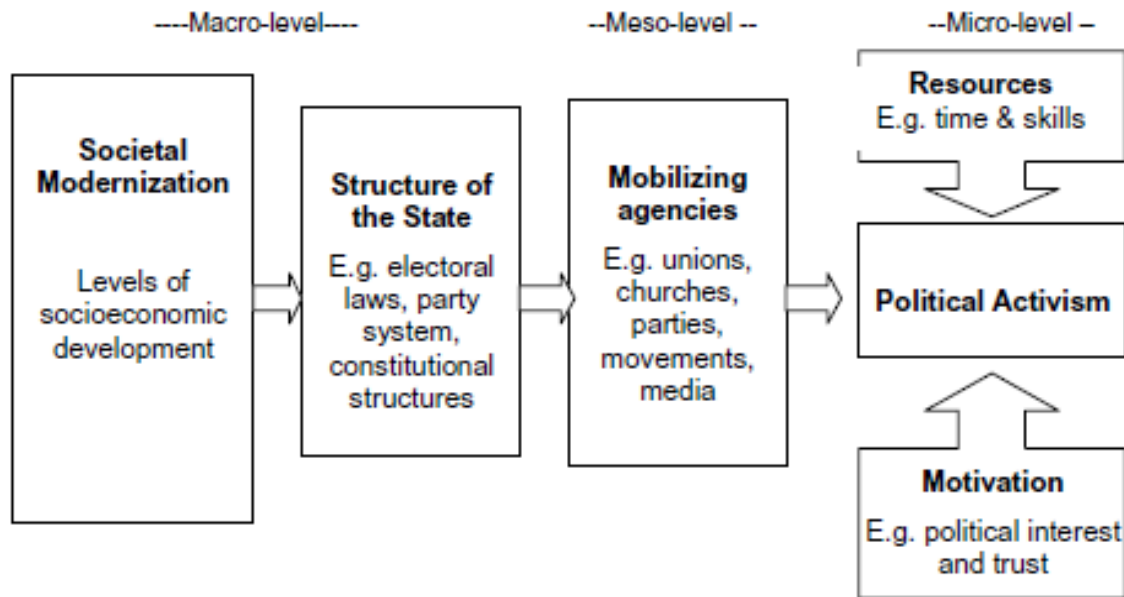 ----Macro-level----
--Meso-level --
--Micro-level –
Societal
Modernization
Levels of
socioeconomic
development
Structure of
the State
E.g. electoral
laws, party
system,
constitutional
structures
Mobilizing
agencies
E.g. unions,
churches,
parties,
movements,
media
Resources
E.g. time & skills
Political Activism
Motivation
E.g. political interest
and trust